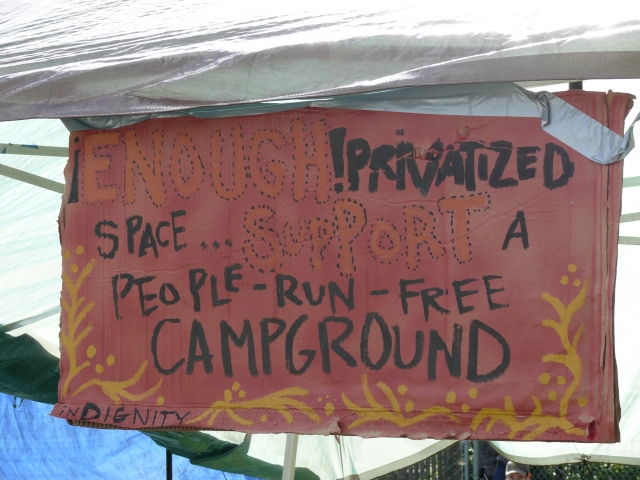 ¡ENOUGH! PRIVATIZED
SPACE... SUPPORT A
PEOPLE-RUN-FREE
CAMPGROUND
inDIGNITY